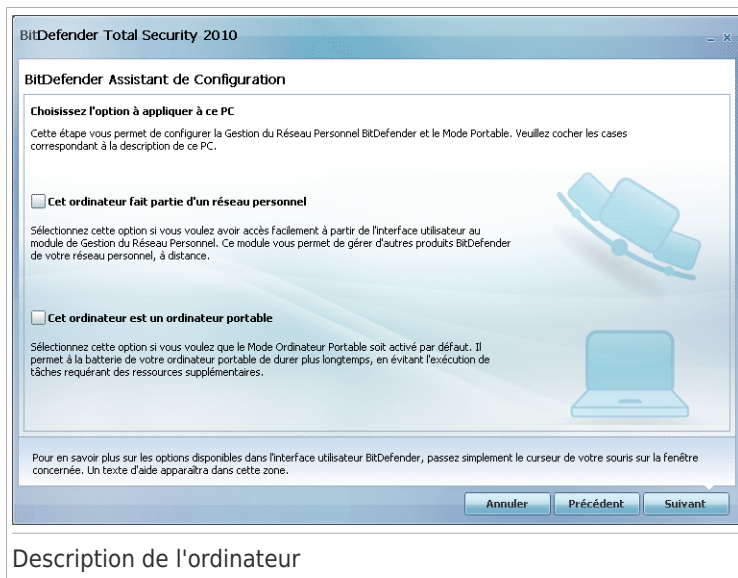 BitDefender Total Security 2010
BitDefender Assistant de Configuration
Choisissez l'option à appliquer à ce PC
Cette étape vous permet de configurer la Gestion du Réseau Personnel BitDefender et le Mode Portable. Veuillez cocher les cases
correspondant à la description de ce PC.
Cet ordinateur fait partie d'un réseau personnel
Sélectionnez cette option si vous voulez avoir accès facilement à partir de l'interface utilisateur au
module de Gestion du Réseau Personnel. Ce module vous permet de gérer d'autres produits BitDefender
de votre réseau personnel, à distance.
Cet ordinateur est un ordinateur portable
Sélectionnez cette option si vous voulez que le Mode Ordinateur Portable soit activé par défaut. Il
permet à la batterie de votre ordinateur portable de durer plus longtemps, en évitant l'exécution de
tâches requérant des ressources supplémentaires.
Pour en savoir plus sur les options disponibles dans l'interface utilisateur BitDefender, passez simplement le curseur de votre souris sur la fenêtre
concernée. Un texte d'aide apparaîtra dans cette zone.
Annuler Précédent Suivant
Description de l'ordinateur